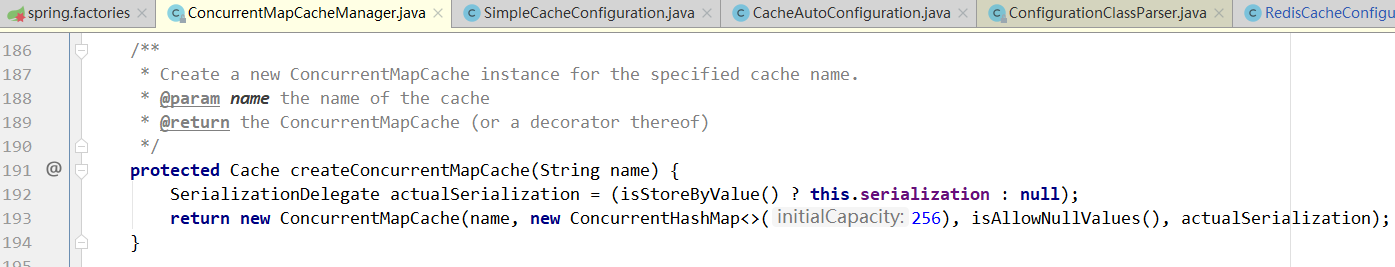 spring.factories × ConcurrentMapCacheManager.java × SimpleCacheConfiguration.java × CacheAutoConfiguration.java × ConfigurationClassParser.java × RedisCacheConfigu
186 /**
187 * Create a new ConcurrentMapCache instance for the specified cache name.
188 * @param name the name of the cache
189 * @return the ConcurrentMapCache (or a decorator thereof)
190 */
191 @ protected Cache createConcurrentMapCache(String name) {
192 SerializationDelegate actualSerialization = (isStoreByValue() ? this.serialization : null);
193 return new ConcurrentMapCache(name, new ConcurrentHashMap<>( initialCapacity: 256), isAllowNullValues(), actualSerialization);
194 }
195